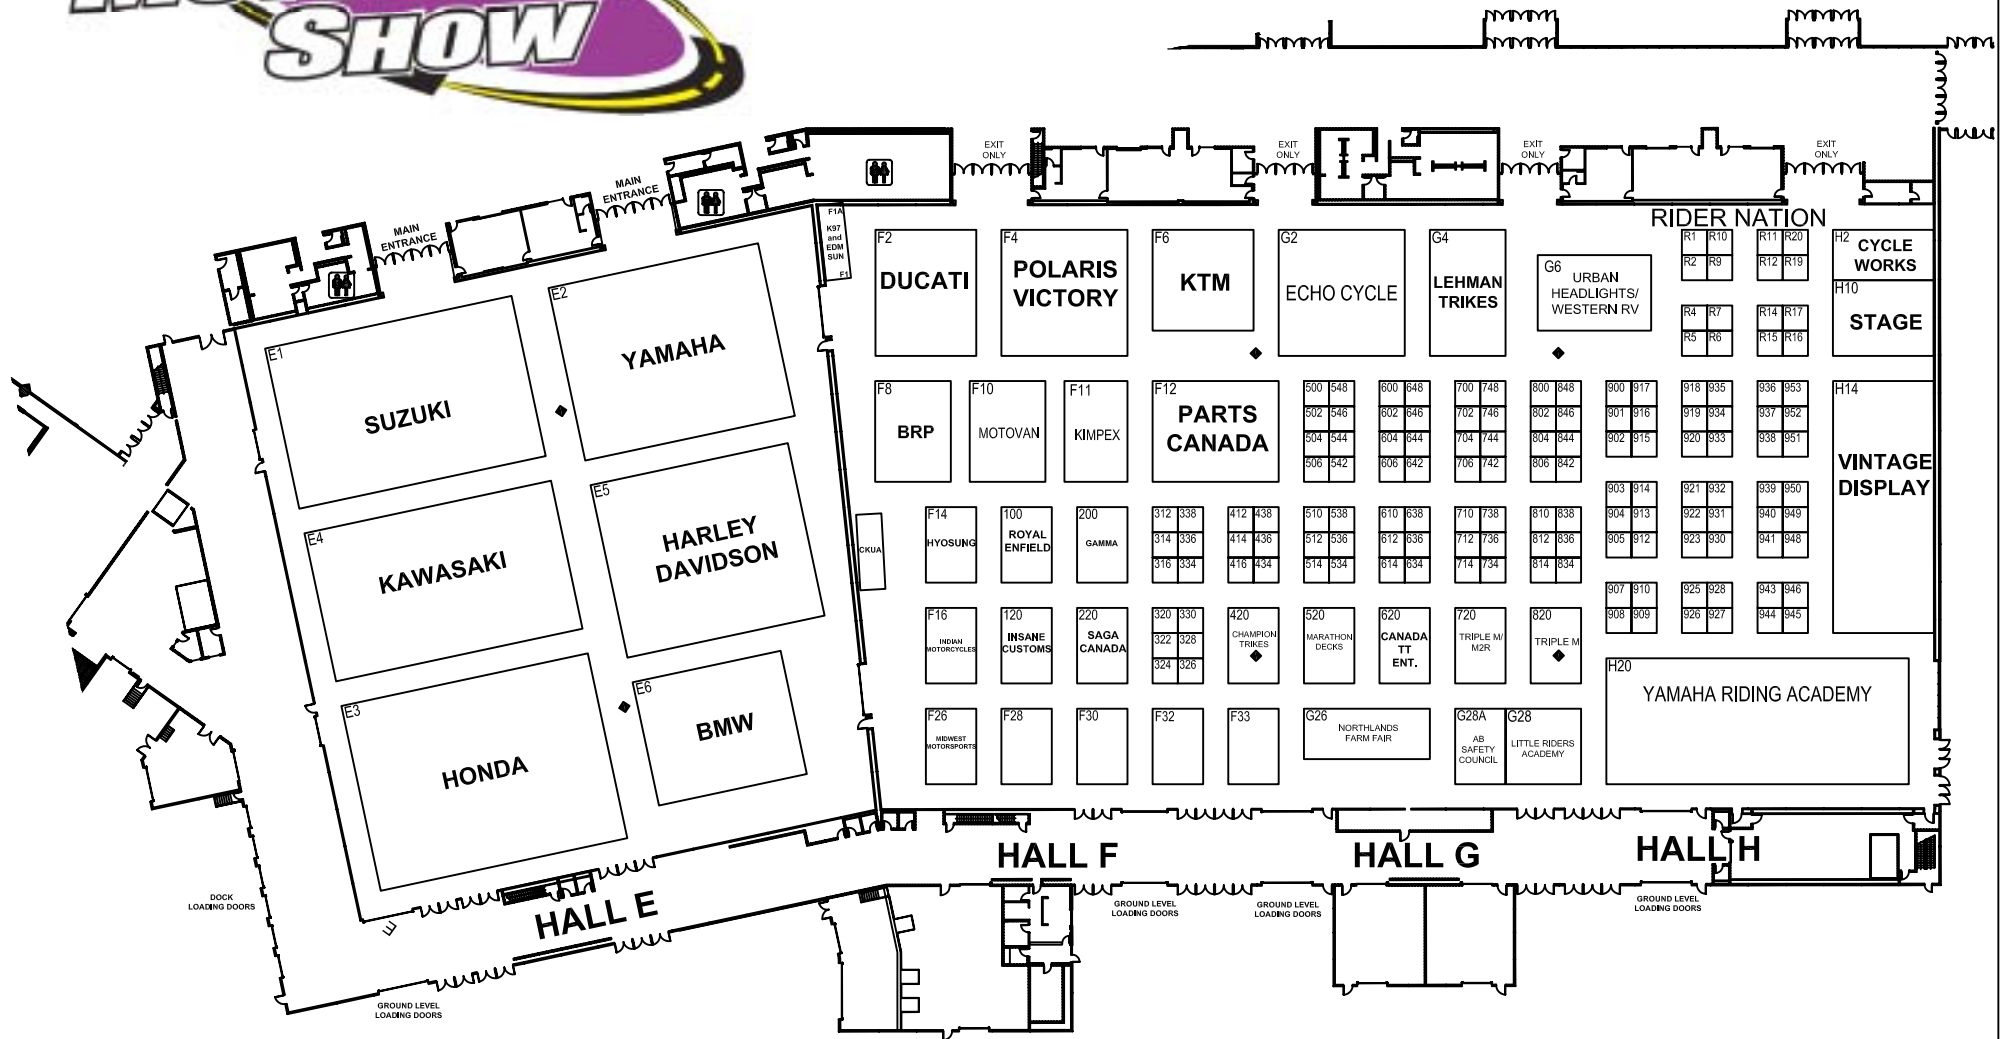 SHOW
EXIT
ONLY
EXIT
ONLY
EXIT
ONLY
EXIT
ONLY
MAIN
ENTRANCE
MAIN
ENTRANCE
RIDER NATION
F1A
K97
and
EDM
SUN
F1
E1
SUZUKI
E2
YAMAHA
E4
KAWASAKI
E5
HARLEY
DAVIDSON
E3
HONDA
E6
BMW
CKUA
F2
DUCATI
F4
POLARIS
VICTORY
F6
KTM
G2
ECHO CYCLE
G4
LEHMAN
TRIKES
G6
URBAN
HEADLIGHTS/
WESTERN RV
R1 R10
R2 R9
R4 R7
R5 R6
R11 R20
R12 R19
R14 R17
R15 R16
H2
CYCLE
WORKS
H10
STAGE
F8
BRP
F10
MOTOVAN
F11
KIMPEX
F12
PARTS
CANADA
500 548
502 546
504 544
506 542
600 648
602 646
604 644
606 642
700 748
702 746
704 744
706 742
800 848
802 846
804 844
806 842
900 917
901 916
902 915
918 935
919 934
920 933
936 953
937 952
938 951
H14
VINTAGE
DISPLAY
903 914
904 913
905 912
921 932
922 931
923 930
939 950
940 949
941 948
F14
HYOSUNG
100
ROYAL
ENFIELD
200
GAMMA
312 338
314 336
316 334
412 438
414 436
416 434
510 538
512 536
514 534
610 638
612 636
614 634
710 738
712 736
714 734
810 838
812 836
814 834
907 910
908 909
925 928
926 927
943 946
944 945
F16
INDIAN
MOTORCYCLES
120
INSANE
CUSTOMS
220
SAGA
CANADA
320 330
322 328
324 326
420
CHAMPION
TRIKES
520
MARATHON
DECKS
620
CANADA
TT
ENT.
720
TRIPLE M/
M2R
820
TRIPLE M
H20
YAMAHA RIDING ACADEMY
F26
MIDWEST
MOTORSPORTS
F28
F30
F32
F33
G26
NORTHLANDS
FARM FAIR
G28A
AB
SAFETY
COUNCIL
G28
LITTLE RIDERS
ACADEMY
HALL F
HALL G
HALL H
HALL E
E
DOCK
LOADING DOORS
GROUND LEVEL
LOADING DOORS
GROUND LEVEL
LOADING DOORS
GROUND LEVEL
LOADING DOORS
GROUND LEVEL
LOADING DOORS